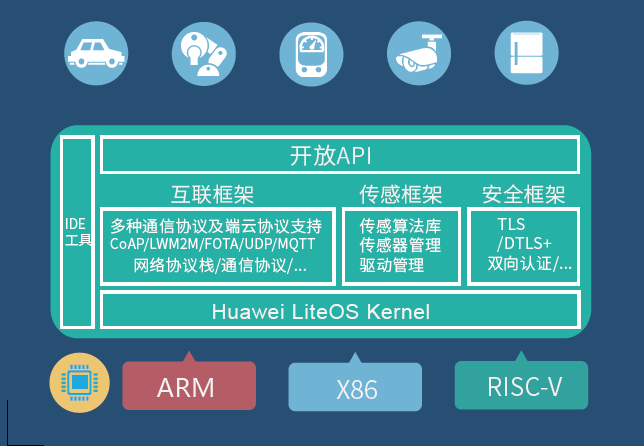 开放API
互联框架
传感框架
安全框架
IDE
工具
多种通信协议及端云协议支持
CoAP/LWM2M/FOTA/UDP/MQTT
网络协议栈/通信协议/...
传感算法库
传感器管理
驱动管理
TLS
/DTLS+
双向认证/...
Huawei LiteOS Kernel
ARM
X86
RISC-V